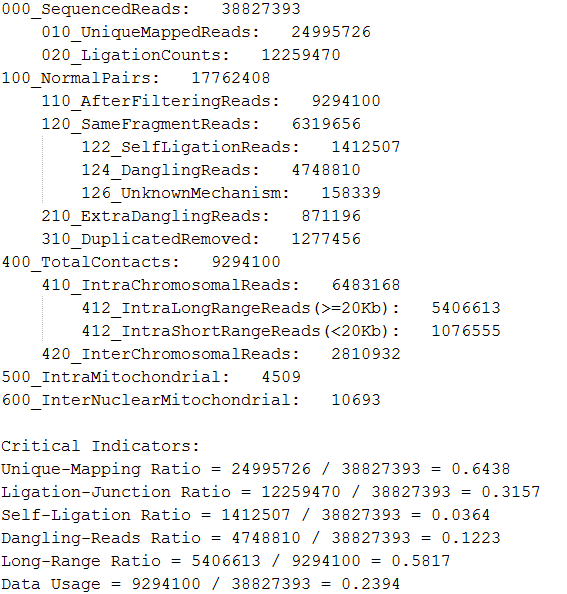 000_SequencedReads: 38827393
010_UniqueMappedReads: 24995726
020_LigationCounts: 12259470
100_NormalPairs: 17762408
110_AfterFilteringReads: 9294100
120_SameFragmentReads: 6319656
122_SelfLigationReads: 1412507
124_DanglingReads: 4748810
126_UnknownMechanism: 158339
210_ExtraDanglingReads: 871196
310_DuplicatedRemoved: 1277456
400_TotalContacts: 9294100
410_IntraChromosomalReads: 6483168
412_IntraLongRangeReads(>=20Kb): 5406613
412_IntraShortRangeReads(<20Kb): 1076555
420_InterChromosomalReads: 2810932
500_IntraMitochondrial: 4509
600_InterNuclearMitochondrial: 10693
Critical Indicators:
Unique-Mapping Ratio = 24995726 / 38827393 = 0.6438
Ligation-Junction Ratio = 12259470 / 38827393 = 0.3157
Self-Ligation Ratio = 1412507 / 38827393 = 0.0364
Dangling-Reads Ratio = 4748810 / 38827393 = 0.1223
Long-Range Ratio = 5406613 / 9294100 = 0.5817
Data Usage = 9294100 / 38827393 = 0.2394